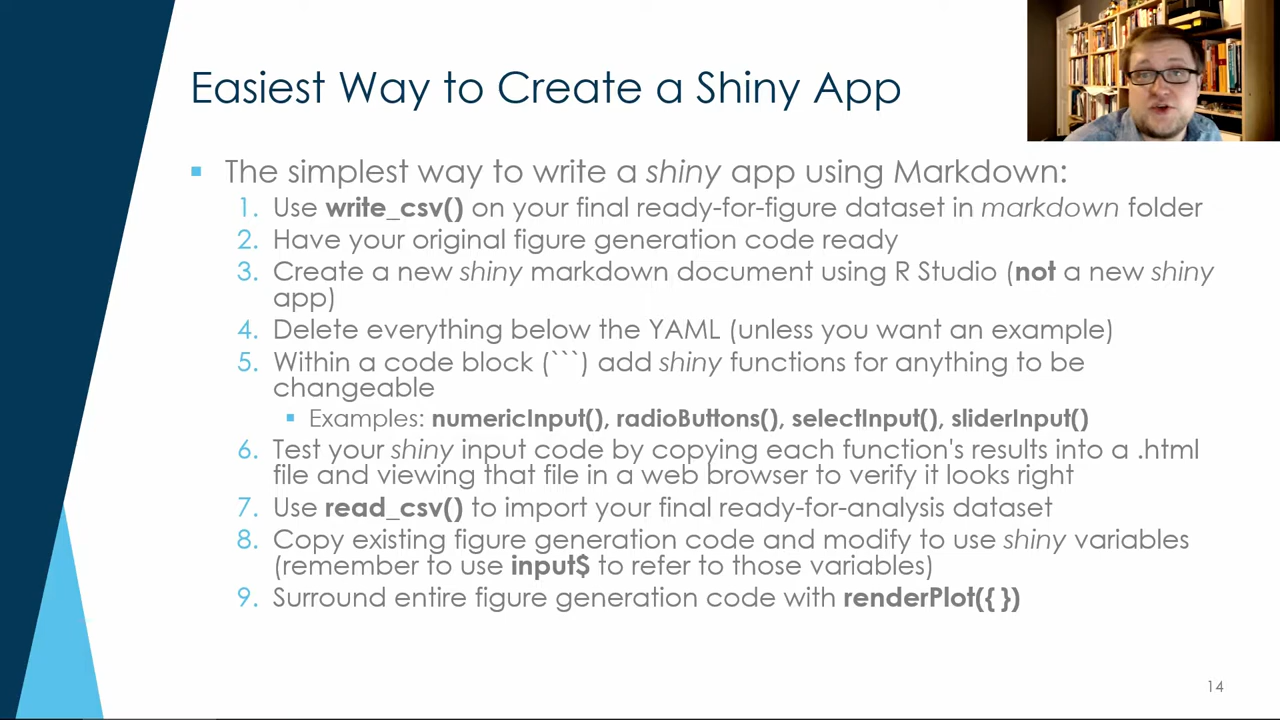 Easiest Way to Create a Shiny App
▪ The simplest way to write a shiny app using Markdown:
1. Use write_csv() on your final ready-for-figure dataset in markdown folder
2. Have your original figure generation code ready
3. Create a new shiny markdown document using R Studio (not a new shiny
app)
4. Delete everything below the YAML (unless you want an example)
5. Within a code block (```) add shiny functions for anything to be
changeable
▪ Examples: numericInput(), radioButtons(), selectInput(), sliderInput()
6. Test your shiny input code by copying each function's results into a .html
file and viewing that file in a web browser to verify it looks right
7. Use read_csv() to import your final ready-for-analysis dataset
8. Copy existing figure generation code and modify to use shiny variables
(remember to use input$ to refer to those variables)
9. Surround entire figure generation code with renderPlot({ })
14